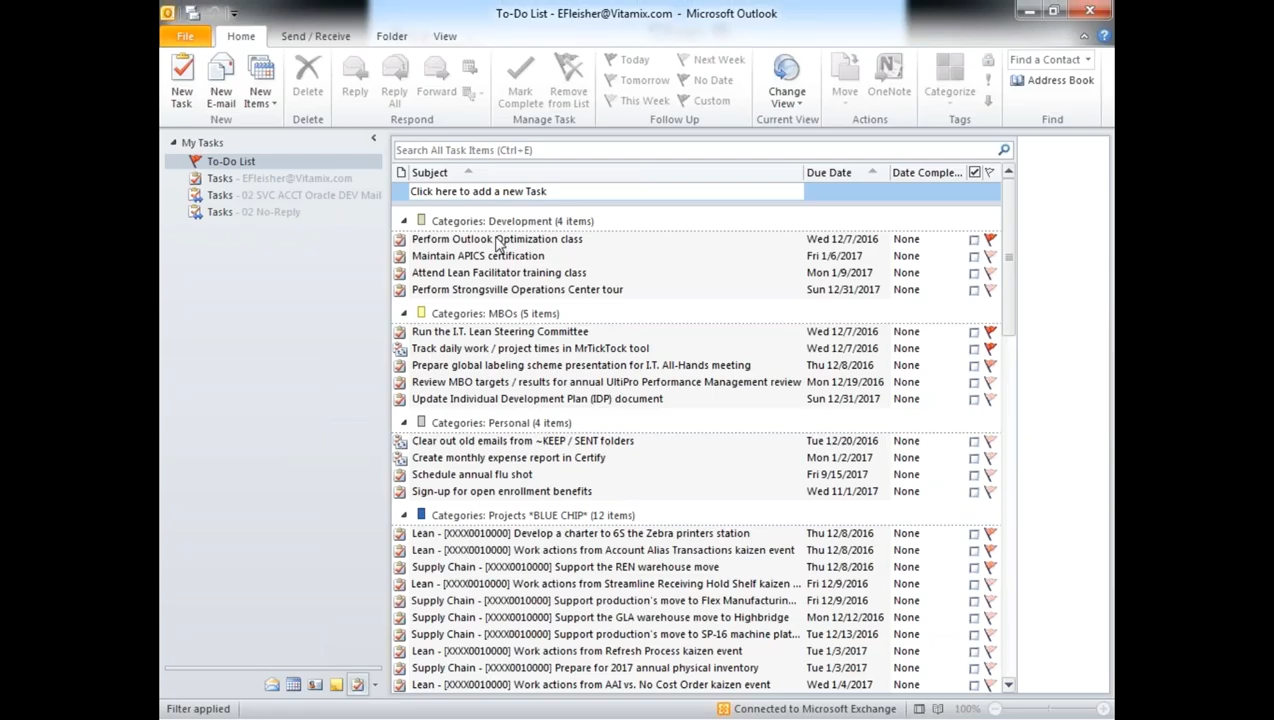 To-Do List - EFleisher@Vitamix.com - Microsoft Outlook
File Home Send / Receive Folder View
New Task
New E-mail
New Items
Delete
Reply
Reply All
Forward
Mark Complete
Remove from List
Today
Tomorrow
This Week
Next Week
No Date
Custom
Change View
Move
OneNote
Categorize
Find a Contact
Address Book
New Delete Respond Manage Task Follow Up Current View Actions Tags Find
My Tasks
To-Do List
Tasks - EFleisher@Vitamix.com
Tasks - 02 SVC ACCT Oracle DEV Mail
Tasks - 02 No-Reply
Search All Task Items (Ctrl+E)
Subject Due Date Date Comple...
Click here to add a new Task
Categories: Development (4 items)
Perform Outlook Optimization class Wed 12/7/2016 None
Maintain APICS certification Fri 1/6/2017 None
Attend Lean Facilitator training class Mon 1/9/2017 None
Perform Strongsville Operations Center tour Sun 12/31/2017 None
Categories: MBOs (5 items)
Run the I.T. Lean Steering Committee Wed 12/7/2016 None
Track daily work / project times in MrTickTock tool Wed 12/7/2016 None
Prepare global labeling scheme presentation for I.T. All-Hands meeting Thu 12/8/2016 None
Review MBO targets / results for annual UltiPro Performance Management review Mon 12/19/2016 None
Update Individual Development Plan (IDP) document Sun 12/31/2017 None
Categories: Personal (4 items)
Clear out old emails from ~KEEP / SENT folders Tue 12/20/2016 None
Create monthly expense report in Certify Mon 1/2/2017 None
Schedule annual flu shot Fri 9/15/2017 None
Sign-up for open enrollment benefits Wed 11/1/2017 None
Categories: Projects *BLUE CHIP* (12 items)
Lean - [XXXX0010000] Develop a charter to 6S the Zebra printers station Thu 12/8/2016 None
Lean - [XXXX0010000] Work actions from Account Alias Transactions kaizen event Thu 12/8/2016 None
Supply Chain - [XXXX0010000] Support the REN warehouse move Thu 12/8/2016 None
Lean - [XXXX0010000] Work actions from Streamline Receiving Hold Shelf kaizen ... Fri 12/9/2016 None
Supply Chain - [XXXX0010000] Support production's move to Flex Manufacturin... Fri 12/9/2016 None
Supply Chain - [XXXX0010000] Support the GLA warehouse move to Highbridge Mon 12/12/2016 None
Supply Chain - [XXXX0010000] Support production's move to SP-16 machine plat... Tue 12/13/2016 None
Lean - [XXXX0010000] Work actions from Refresh Process kaizen event Tue 1/3/2017 None
Supply Chain - [XXXX0010000] Prepare for 2017 annual physical inventory Tue 1/3/2017 None
Lean - [XXXX0010000] Work actions from AAI vs. No Cost Order kaizen event Wed 1/4/2017 None
Filter applied Connected to Microsoft Exchange 100%